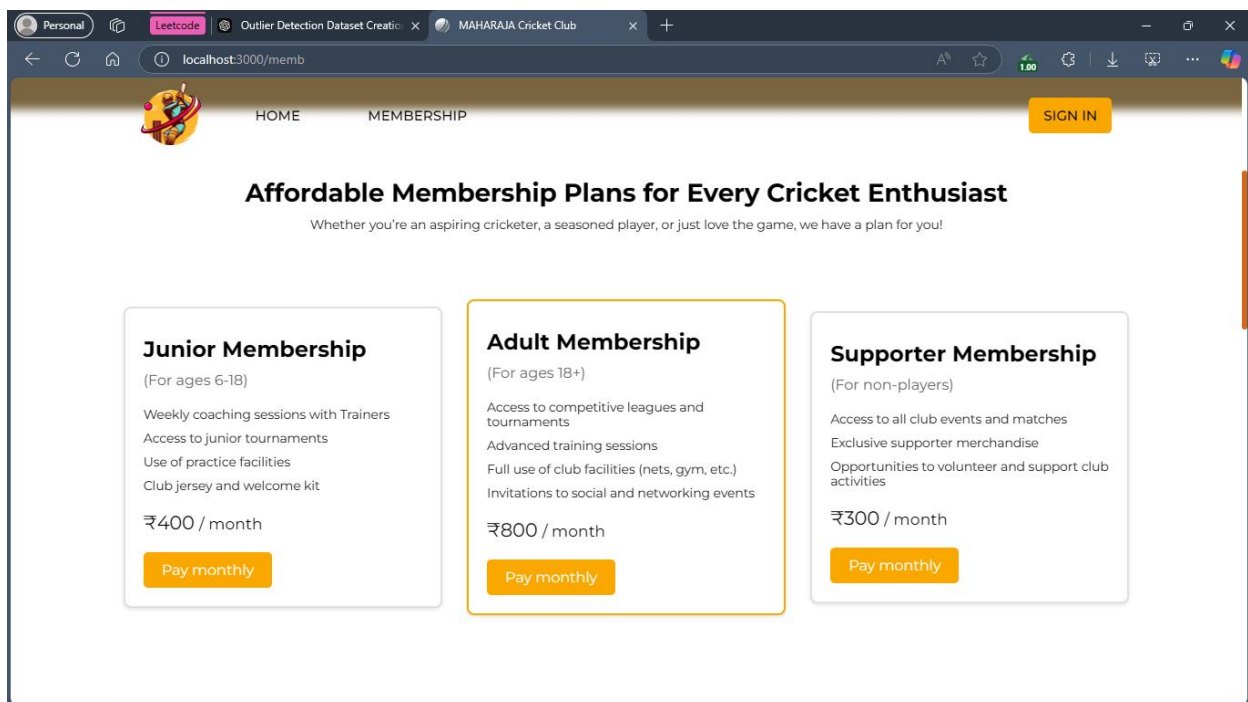 Personal
Leetcode
Outlier Detection Dataset Creatio
MAHARAJA Cricket Club
localhost:3000/memb
1.00
HOME
MEMBERSHIP
SIGN IN
Affordable Membership Plans for Every Cricket Enthusiast
Whether you’re an aspiring cricketer, a seasoned player, or just love the game, we have a plan for you!
Junior Membership
(For ages 6-18)
Weekly coaching sessions with Trainers
Access to junior tournaments
Use of practice facilities
Club jersey and welcome kit
₹400 / month
Pay monthly
Adult Membership
(For ages 18+)
Access to competitive leagues and
tournaments
Advanced training sessions
Full use of club facilities (nets, gym, etc.)
Invitations to social and networking events
₹800 / month
Pay monthly
Supporter Membership
(For non-players)
Access to all club events and matches
Exclusive supporter merchandise
Opportunities to volunteer and support club
activities
₹300 / month
Pay monthly